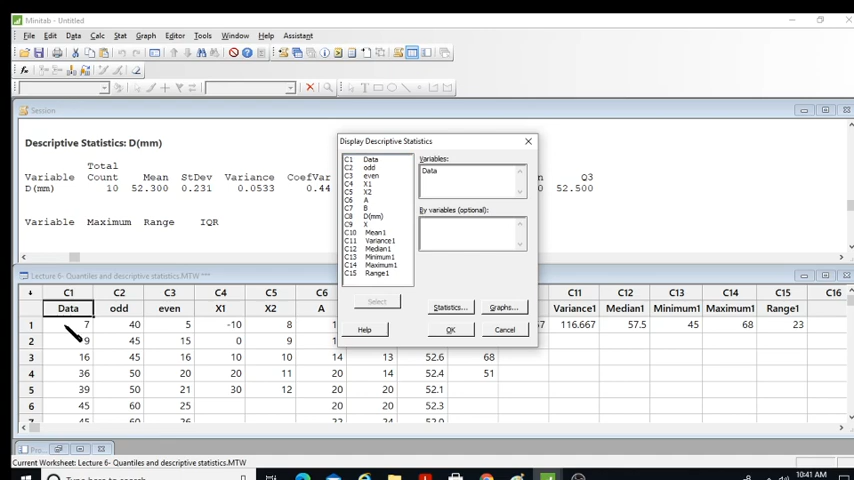 Minitab - Untitled
File Edit Data Calc Stat Graph Editor Tools Window Help Assistant
Session
Descriptive Statistics: D(mm)
Total
Variable Count Mean StDev Variance CoefVar Q3
D(mm) 10 52.300 0.231 0.0533 0.44 52.500
Variable Maximum Range IQR
Display Descriptive Statistics
C1 Data
C2 odd
C3 even
C4 X1
C5 X2
C6 A
C7 B
C8 D(mm)
C9 X
C10 Mean1
C11 Variance1
C12 Median1
C13 Minimum1
C14 Maximum1
C15 Range1
Variables:
Data
By variables (optional):
Select
Statistics...
Graphs...
Help
OK
Cancel
Lecture 6- Quantiles and descriptive statistics.MTW ***
C1 C2 C3 C4 C5 C6 C11 C12 C13 C14 C15 C16
Data odd even X1 X2 A Variance1 Median1 Minimum1 Maximum1 Range1
1 7 40 5 -10 8 116.667 57.5 45 68 23
2 9 45 15 0 9
3 16 45 16 10 10 14 13 52.6 68
4 36 50 20 20 11 20 14 52.4 51
5 39 50 21 30 12 20 15 52.1
6 45 60 25 20 20 52.3
7
Current Worksheet: Lecture 6- Quantiles and descriptive statistics.MTW
Type here to search
10:41 AM